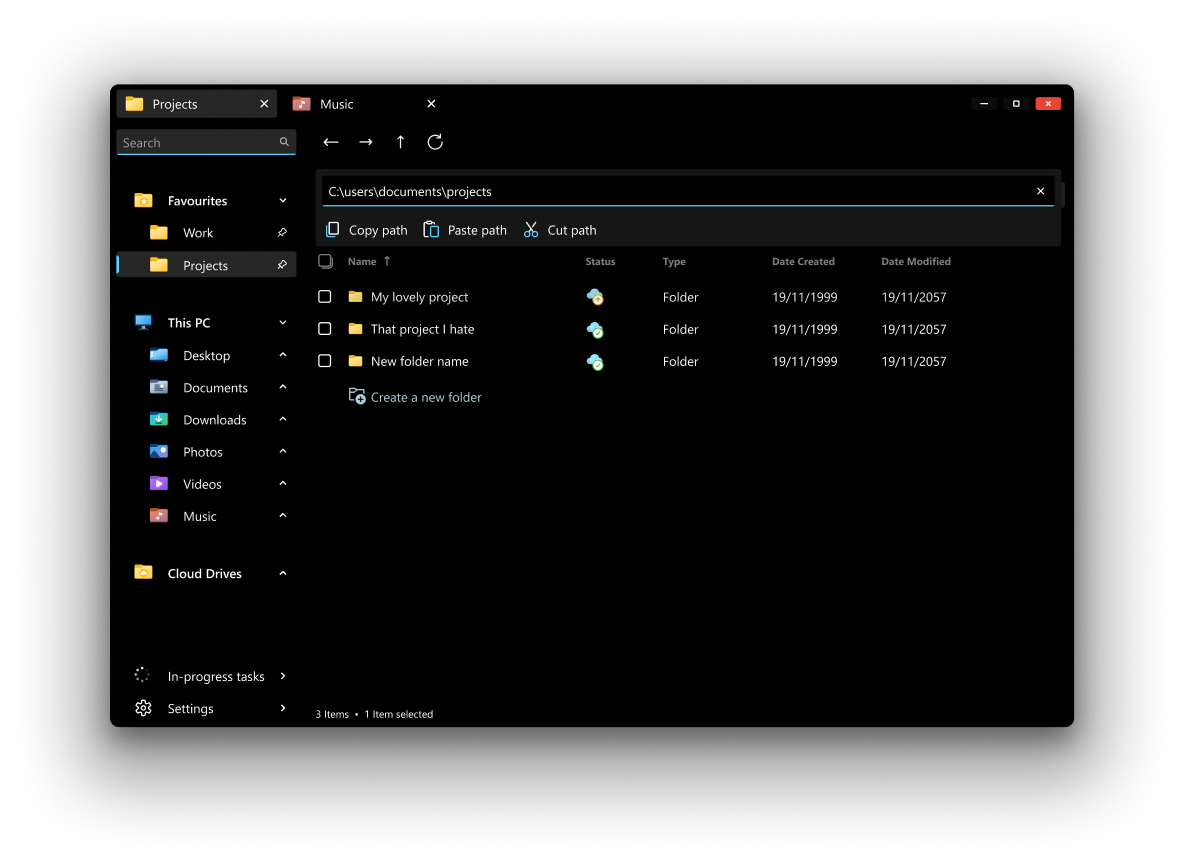 Projects
Music
Search
C:\users\documents\projects
Copy path
Paste path
Cut path
Favourites
Work
Projects
This PC
Desktop
Documents
Downloads
Photos
Videos
Music
Cloud Drives
In-progress tasks
Settings
Name Status Type Date Created Date Modified
My lovely project Folder 19/11/1999 19/11/2057
That project I hate Folder 19/11/1999 19/11/2057
New folder name Folder 19/11/1999 19/11/2057
Create a new folder
3 Items • 1 Item selected